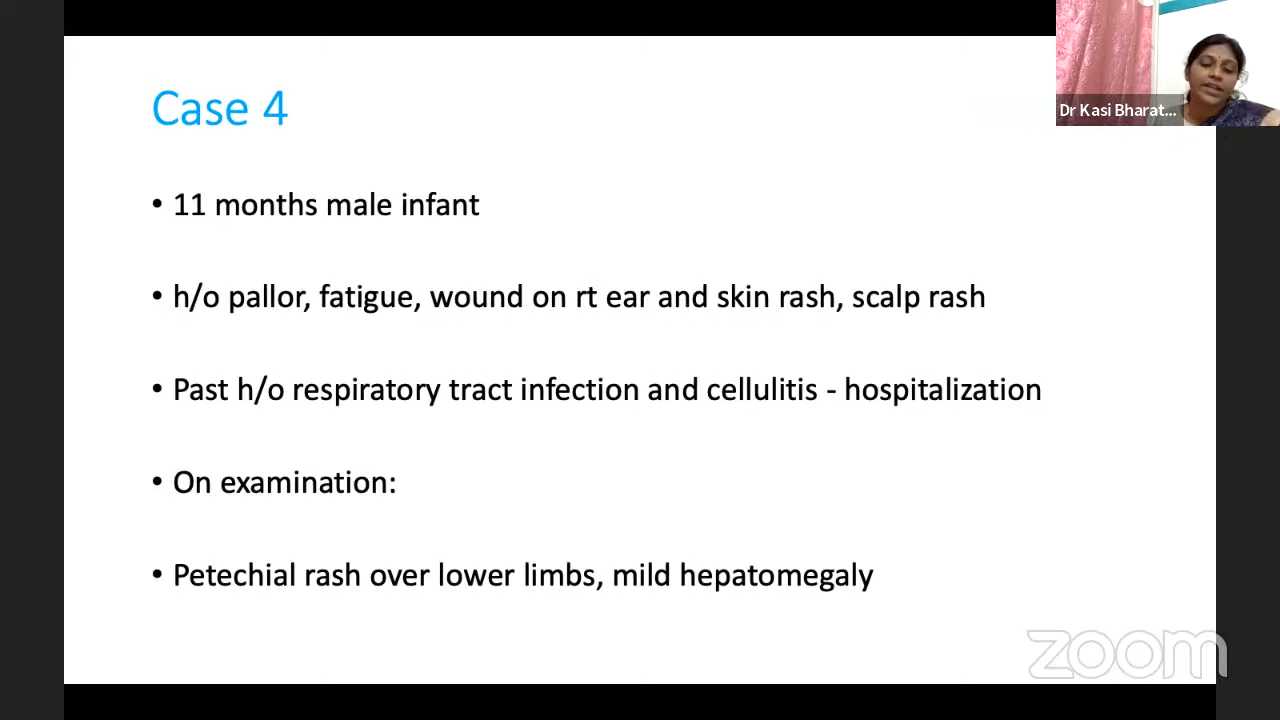 Case 4
Dr Kasi Bharat...
• 11 months male infant
• h/o pallor, fatigue, wound on rt ear and skin rash, scalp rash
• Past h/o respiratory tract infection and cellulitis - hospitalization
• On examination:
• Petechial rash over lower limbs, mild hepatomegaly
zoom